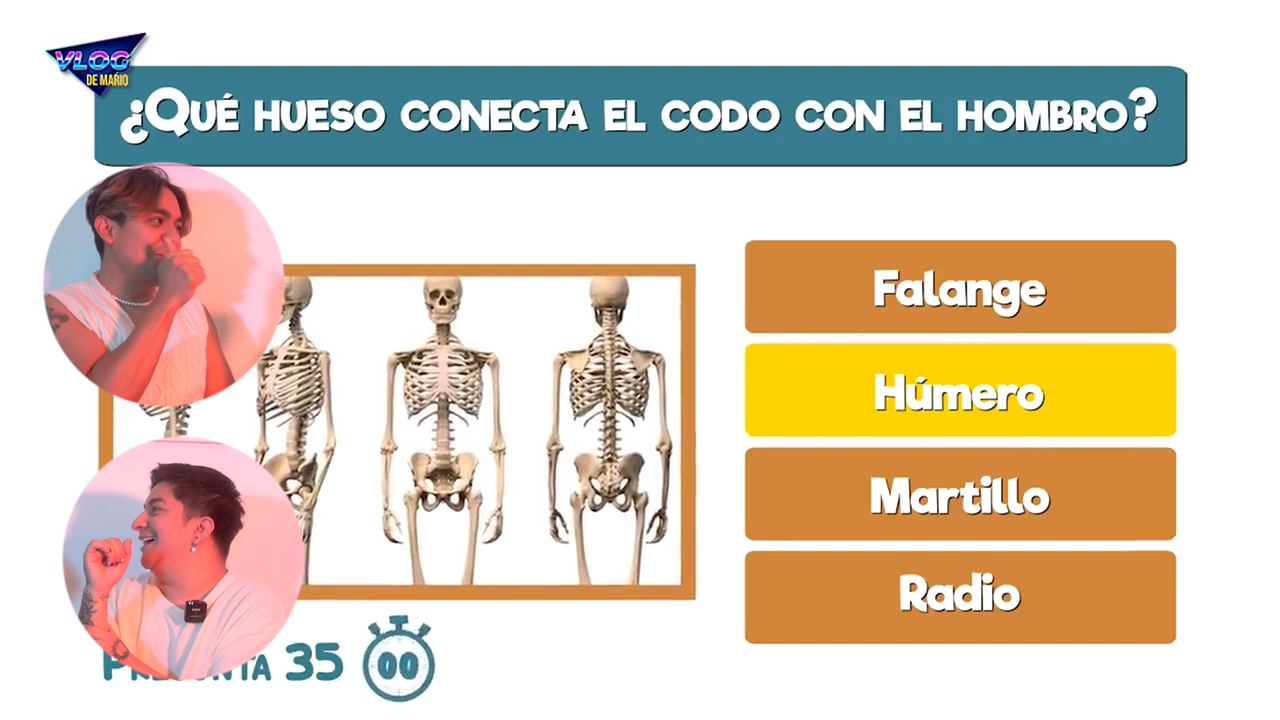 VLOG
DE MARIO
¿QUÉ HUESO CONECTA EL CODO CON EL HOMBRO?
Falange
Húmero
Martillo
Radio
35
00